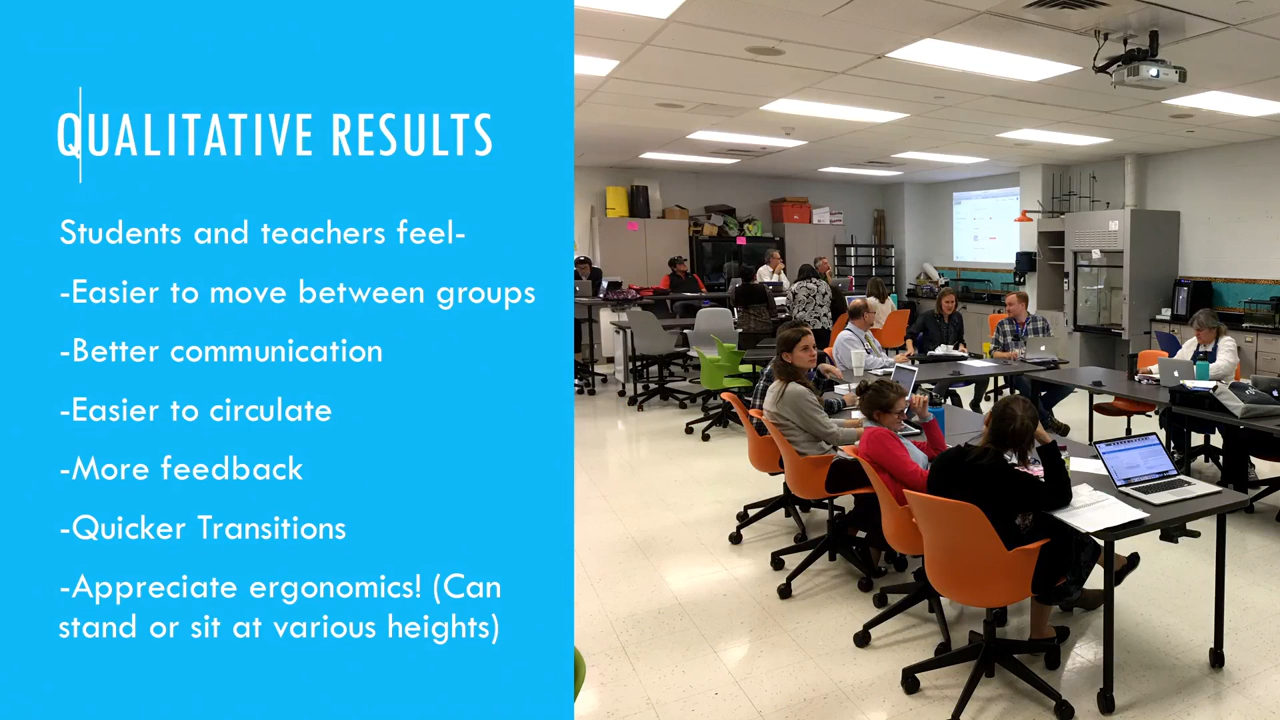 QUALITATIVE RESULTS
Students and teachers feel-
-Easier to move between groups
-Better communication
-Easier to circulate
-More feedback
-Quicker Transitions
-Appreciate ergonomics! (Can
stand or sit at various heights)